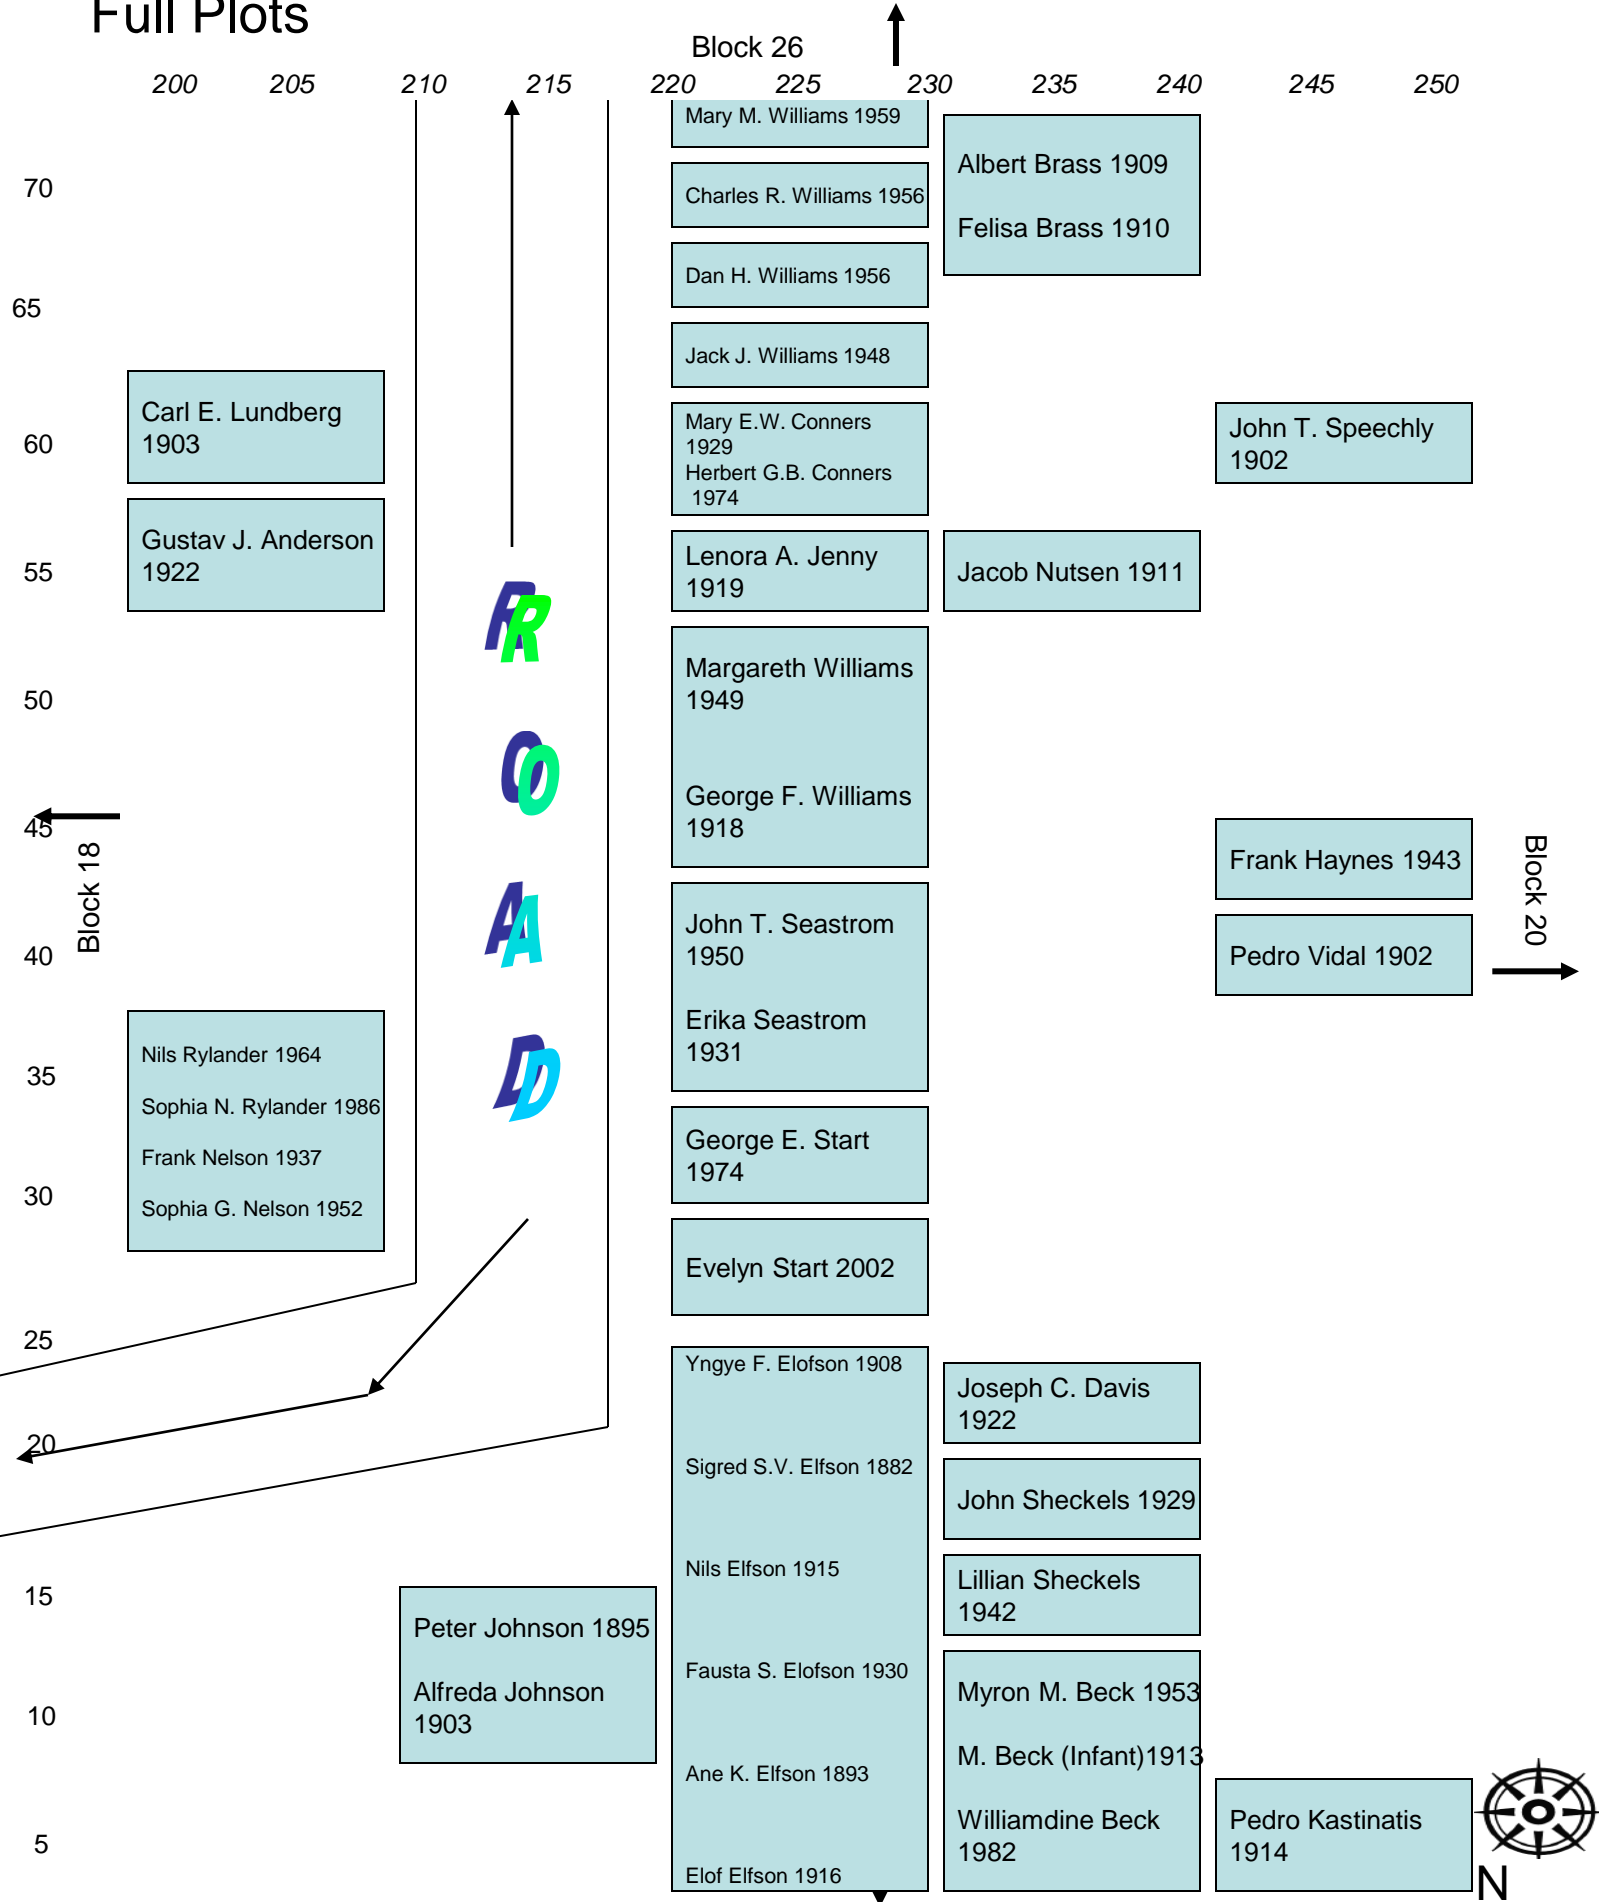 Full Plots
Block 26
200 205 210 215 220 225 230 235 240 245 250
Mary M. Williams 1959
Albert Brass 1909
Felisa Brass 1910
70
Charles R. Williams 1956
Dan H. Williams 1956
65
Jack J. Williams 1948
Carl E. Lundberg
1903
60
Mary E.W. Conners
1929
Herbert G.B. Conners
1974
John T. Speechly
1902
Gustav J. Anderson
1922
55
Lenora A. Jenny
1919
Jacob Nutsen 1911
ROAD
50
Margareth Williams
1949
George F. Williams
1918
45
Block 18
Frank Haynes 1943
Block 20
40
John T. Seastrom
1950
Erika Seastrom
1931
Pedro Vidal 1902
35
Nils Rylander 1964
Sophia N. Rylander 1986
Frank Nelson 1937
Sophia G. Nelson 1952
30
George E. Start
1974
Evelyn Start 2002
25
Yngye F. Elofson 1908
Sigred S.V. Elfson 1882
Nils Elfson 1915
Fausta S. Elofson 1930
Ane K. Elfson 1893
Elof Elfson 1916
Joseph C. Davis
1922
20
John Sheckels 1929
15
Lillian Sheckels
1942
Peter Johnson 1895
Alfreda Johnson
1903
10
Myron M. Beck 1953
M. Beck (Infant)1913
Williamdine Beck
1982
5
Pedro Kastinatis
1914
N